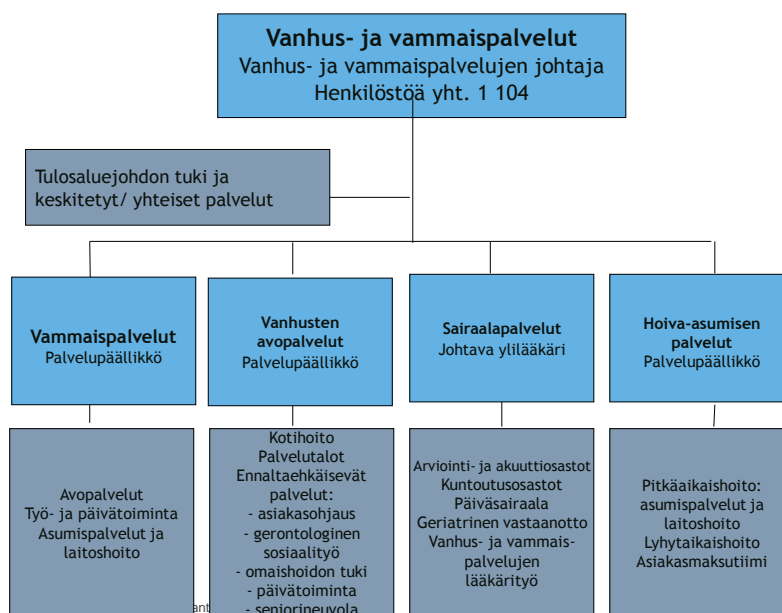 Vanhus- ja vammaispalvelut
Vanhus- ja vammaispalvelujen johtaja
Henkilöstöä yht. 1 104
Tulosaluejohdon tuki ja
keskitetyt/ yhteiset palvelut
Vammaispalvelut
Palvelupäällikkö
Vanhusten
avopalvelut
Palvelupäällikkö
Sairaalapalvelut
Johtava ylilääkäri
Hoiva-asumisen
palvelut
Palvelupäällikkö
Avopalvelut
Työ- ja päivätoiminta
Asumispalvelut ja
laitoshoito
Kotihoito
Palvelutalot
Ennaltaehkäisevät
palvelut:
- asiakasohjaus
- gerontologinen
sosiaalityö
- omaishoidon tuki
- päivätoiminta
- seniorineuvola
Arviointi- ja akuuttiosastot
Kuntoutusosastot
Päiväsairaala
Geriatrinen vastaanotto
Vanhus- ja vammais-
palvelujen
lääkärityö
Pitkäaikaishoito:
asumispalvelut ja
laitoshoito
Lyhytaikaishoito
Asiakasmaksutiimi